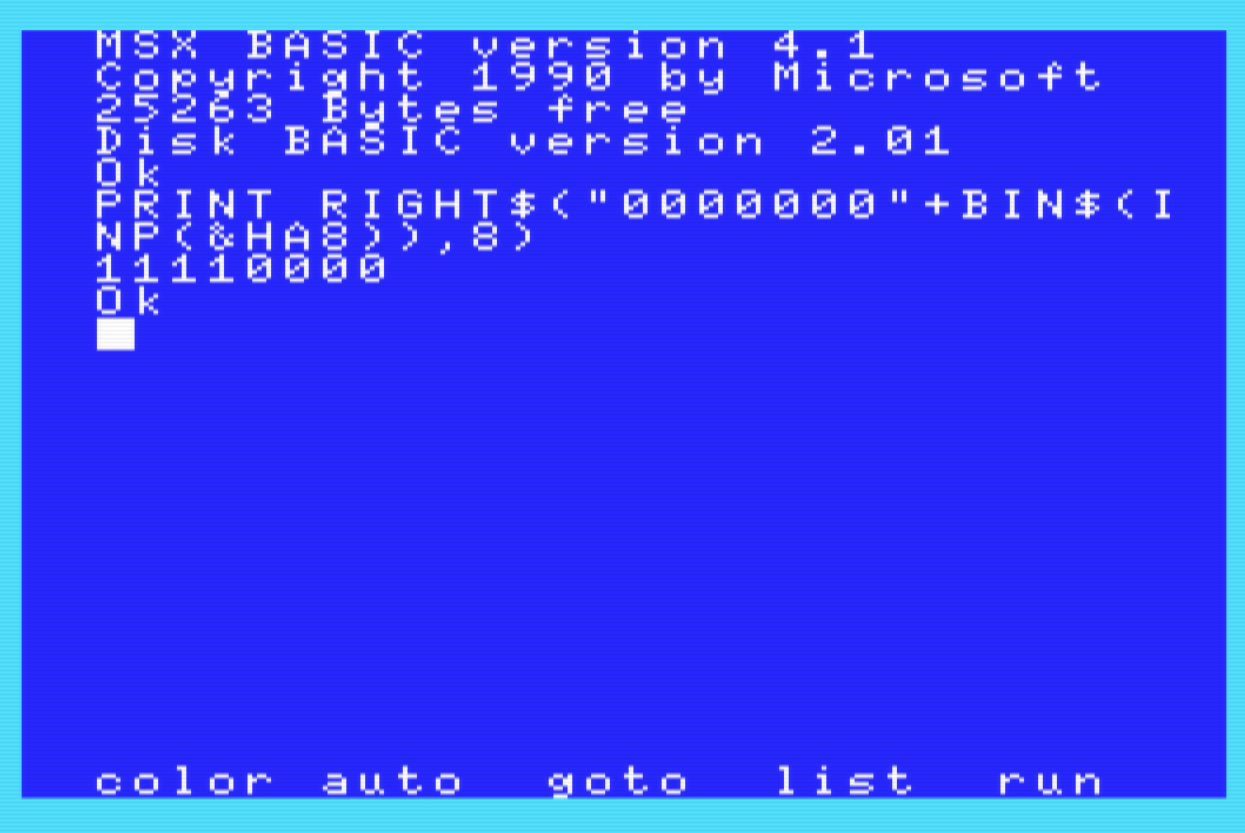 MSX BASIC version 4.1
Copyright 1990 by Microsoft
25263 Bytes free
Disk BASIC version 2.01
Ok
PRINT RIGHT$("0000000"+BIN$(I
NP(&HA8)),8)
11110000
Ok
color auto goto list run